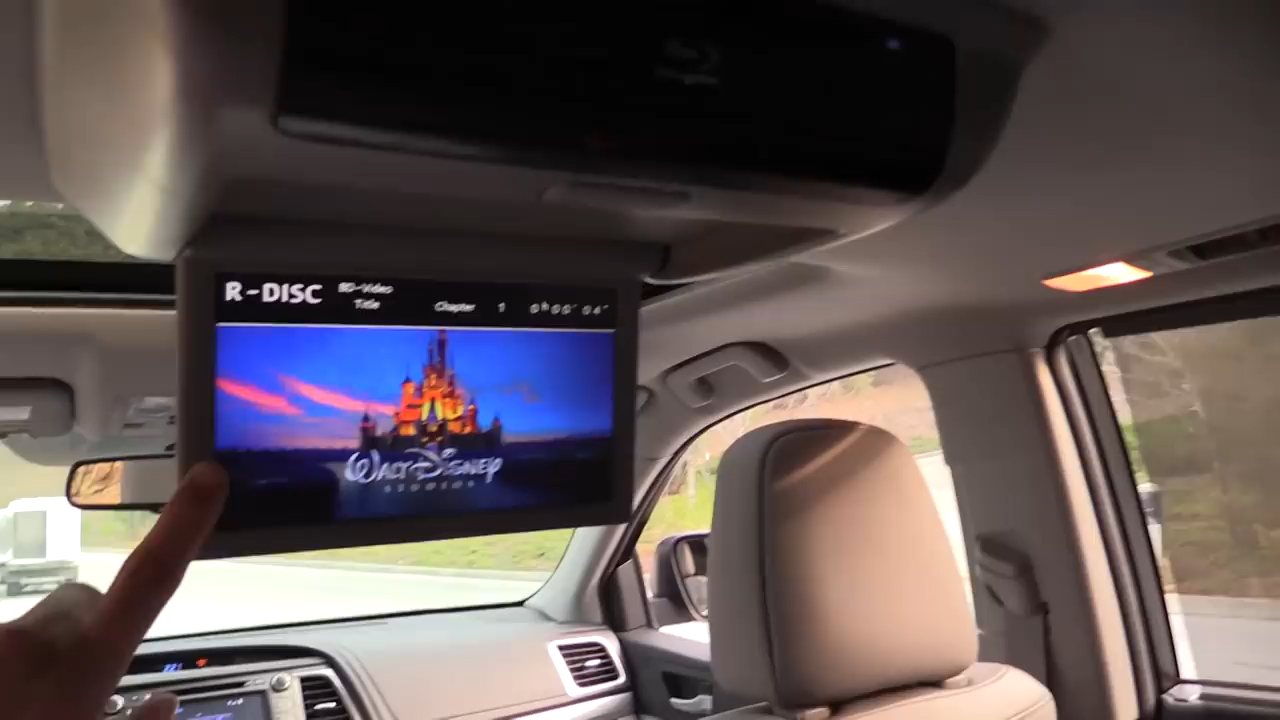 R-DISC
BD-Video
Title
Chapter 1 0h00'04"
WALT DISNEY
STUDIOS